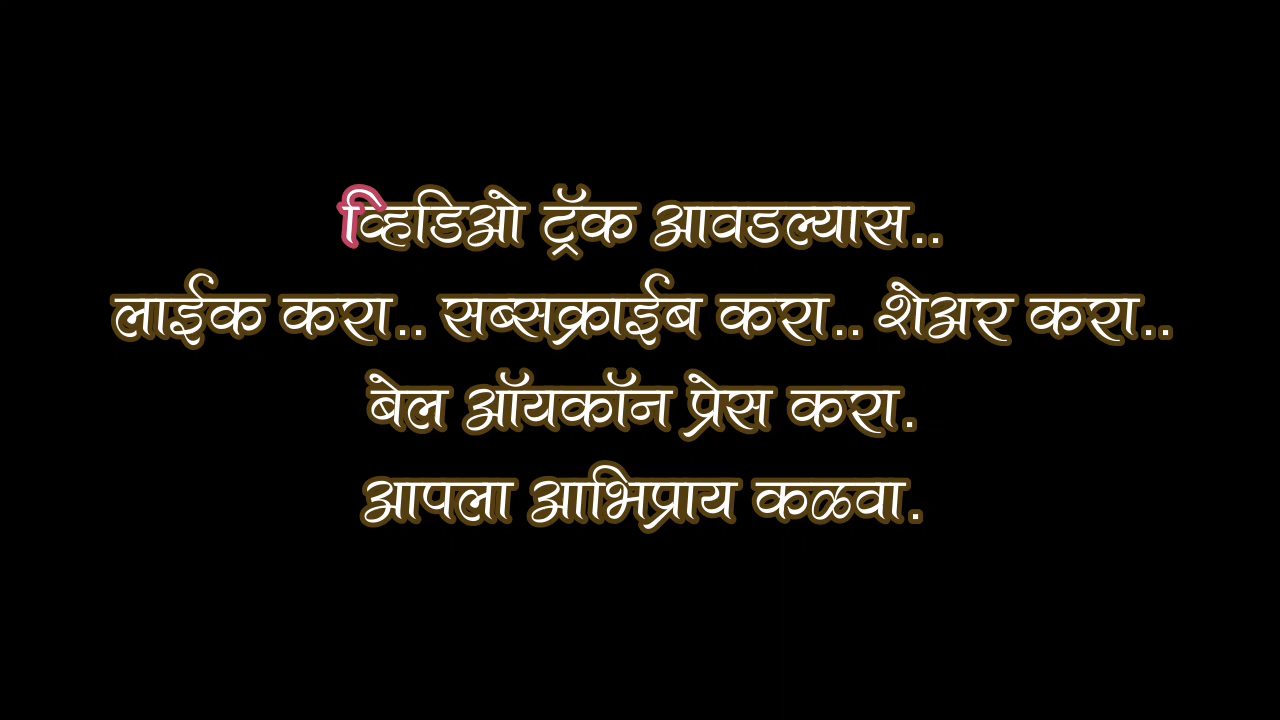 व्हिडिओ ट्रॅक आवडल्यास..
लाईक करा.. सब्सक्राईब करा.. शेअर करा..
बेल ऑयकॉन प्रेस करा.
आपला आभिप्राय कळवा.